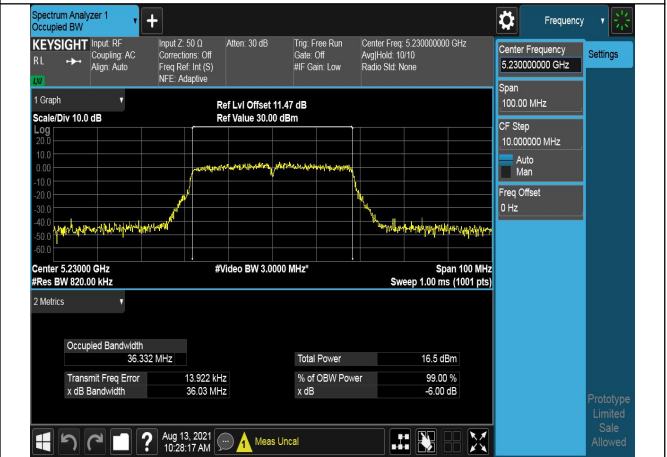 Spectrum Analyzer 1
Occupied BW
+
Frequency
KEYSIGHT
R L
Input: RF
Coupling: AC
Align: Auto
Input Z: 50 Ω
Corrections: Off
Freq Ref: Int (S)
NFE: Adaptive
Atten: 30 dB
Trig: Free Run
Gate: Off
#IF Gain: Low
Center Freq: 5.230000000 GHz
Avg|Hold: 10/10
Radio Std: None
Center Frequency
5.230000000 GHz
Settings
Span
100.00 MHz
CF Step
10.000000 MHz
Auto
Man
Freq Offset
0 Hz
1 Graph
Scale/Div 10.0 dB
Ref Lvl Offset 11.47 dB
Ref Value 30.00 dBm
Log
20.0
10.0
0.00
-10.0
-20.0
-30.0
-40.0
-50.0
-60.0
Center 5.23000 GHz
#Video BW 3.0000 MHz*
Span 100 MHz
#Res BW 820.00 kHz
Sweep 1.00 ms (1001 pts)
2 Metrics
Occupied Bandwidth
36.332 MHz
Total Power 16.5 dBm
Transmit Freq Error 13.922 kHz
% of OBW Power 99.00 %
x dB Bandwidth 36.03 MHz
x dB -6.00 dB
Prototype
Limited
Sale
Allowed
?
Aug 13, 2021
10:28:17 AM
Meas Uncal